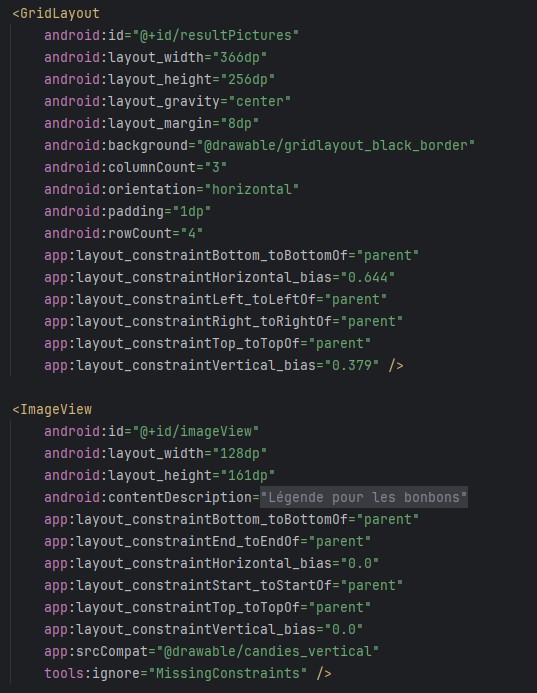 <GridLayout
android:id="@+id/resultPictures"
android:layout_width="366dp"
android:layout_height="256dp"
android:layout_gravity="center"
android:layout_margin="8dp"
android:background="@drawable/gridlayout_black_border"
android:columnCount="3"
android:orientation="horizontal"
android:padding="1dp"
android:rowCount="4"
app:layout_constraintBottom_toBottomOf="parent"
app:layout_constraintHorizontal_bias="0.644"
app:layout_constraintLeft_toLeftOf="parent"
app:layout_constraintRight_toRightOf="parent"
app:layout_constraintTop_toTopOf="parent"
app:layout_constraintVertical_bias="0.379" />
<ImageView
android:id="@+id/imageView"
android:layout_width="128dp"
android:layout_height="161dp"
android:contentDescription="Légende pour les bonbons"
app:layout_constraintBottom_toBottomOf="parent"
app:layout_constraintEnd_toEndOf="parent"
app:layout_constraintHorizontal_bias="0.0"
app:layout_constraintStart_toStartOf="parent"
app:layout_constraintTop_toTopOf="parent"
app:layout_constraintVertical_bias="0.0"
app:srcCompat="@drawable/candies_vertical"
tools:ignore="MissingConstraints" />